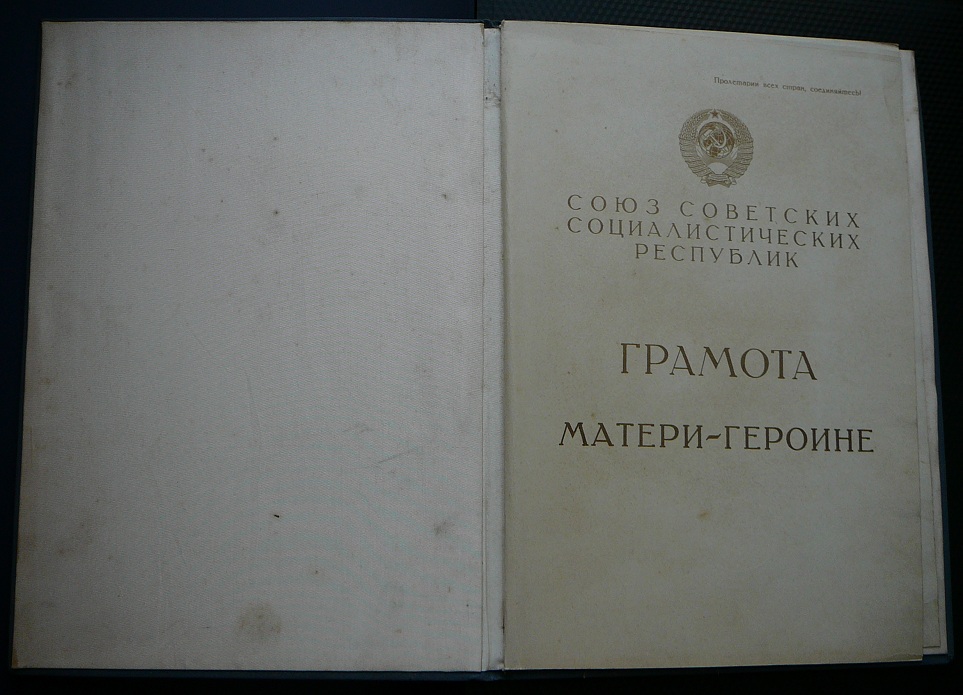 Пролетарии всех стран, соединяйтесь!
СОЮЗ СОВЕТСКИХ
СОЦИАЛИСТИЧЕСКИХ
РЕСПУБЛИК
ГРАМОТА
МАТЕРИ-ГЕРОИНЕ